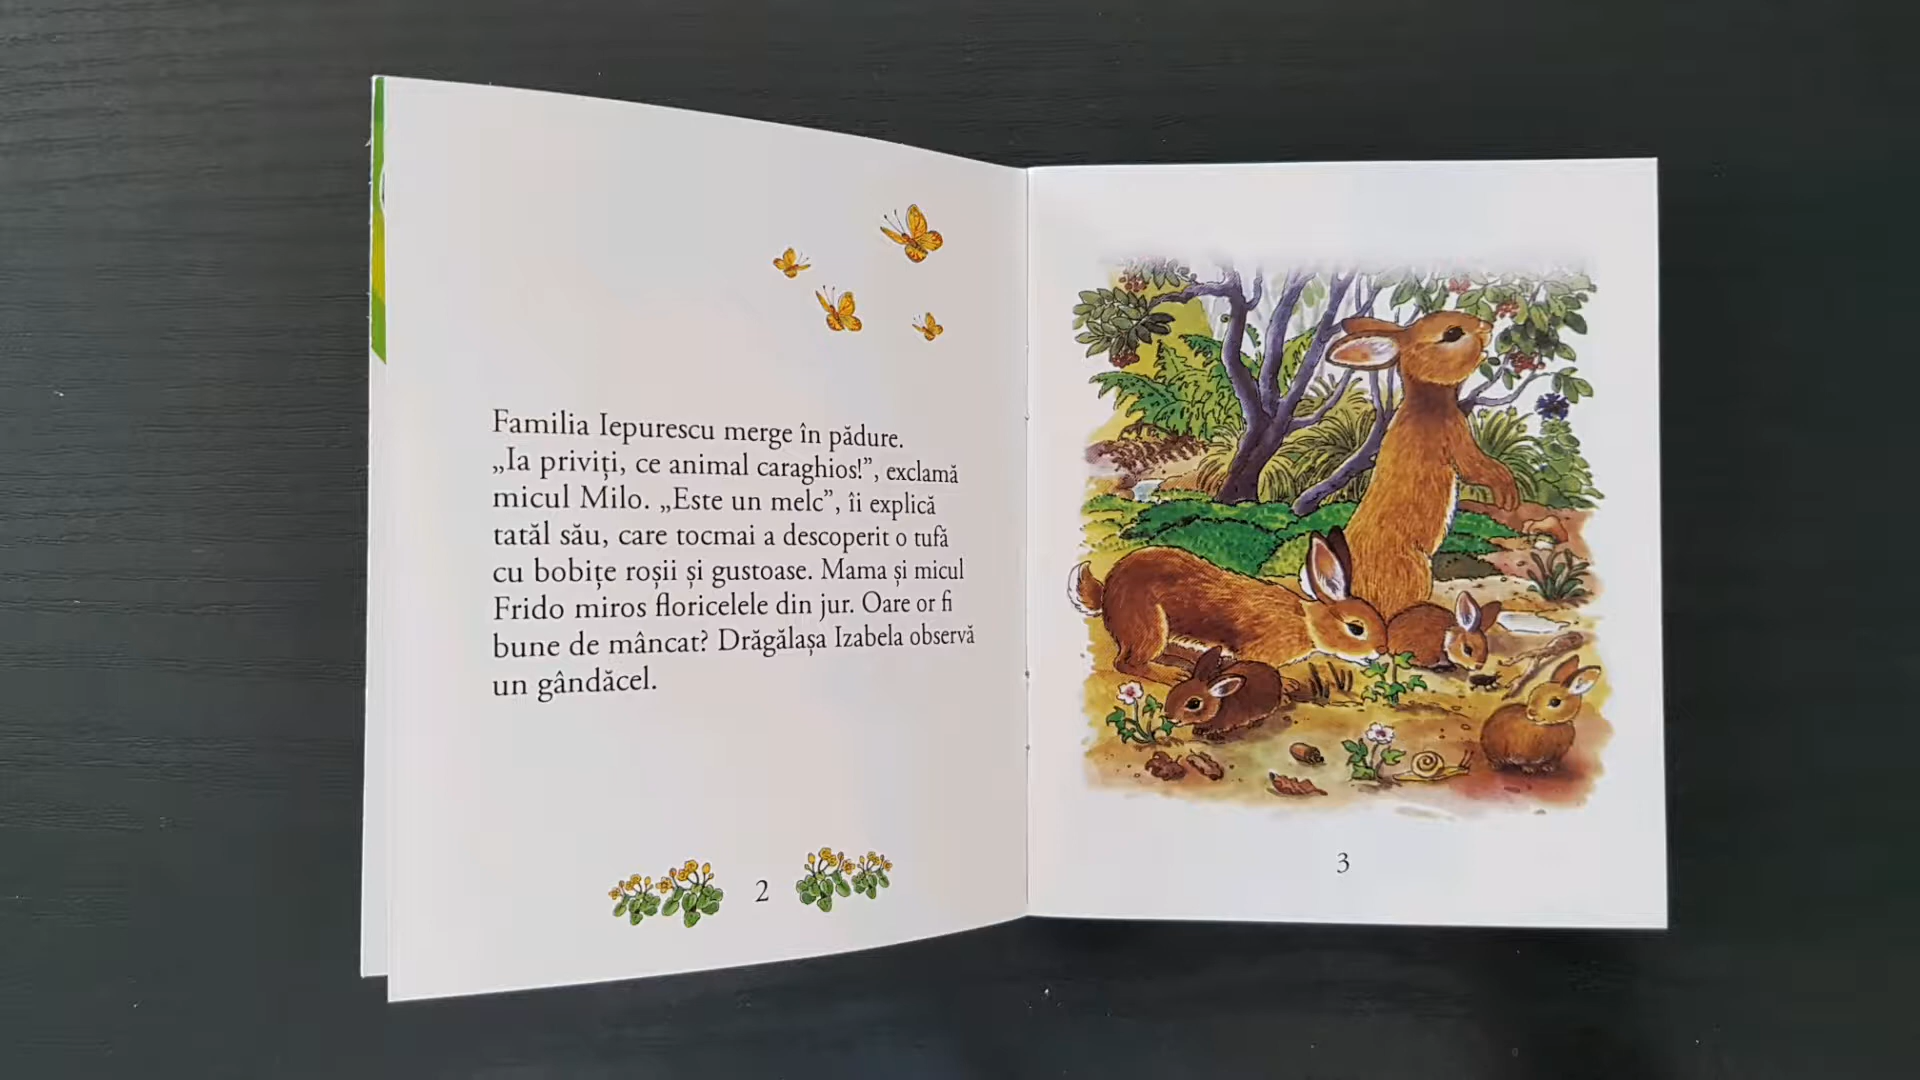 Familia Iepurescu merge în pădure.
„Ia priviți, ce animal caraghios!”, exclamă
micul Milo. „Este un melc”, îi explică
tatăl său, care tocmai a descoperit o tufă
cu bobițe roșii și gustoase. Mama și micul
Frido miros floricelele din jur. Oare or fi
bune de mâncat? Drăgălașa Izabela observă
un gândăcel.
2
3